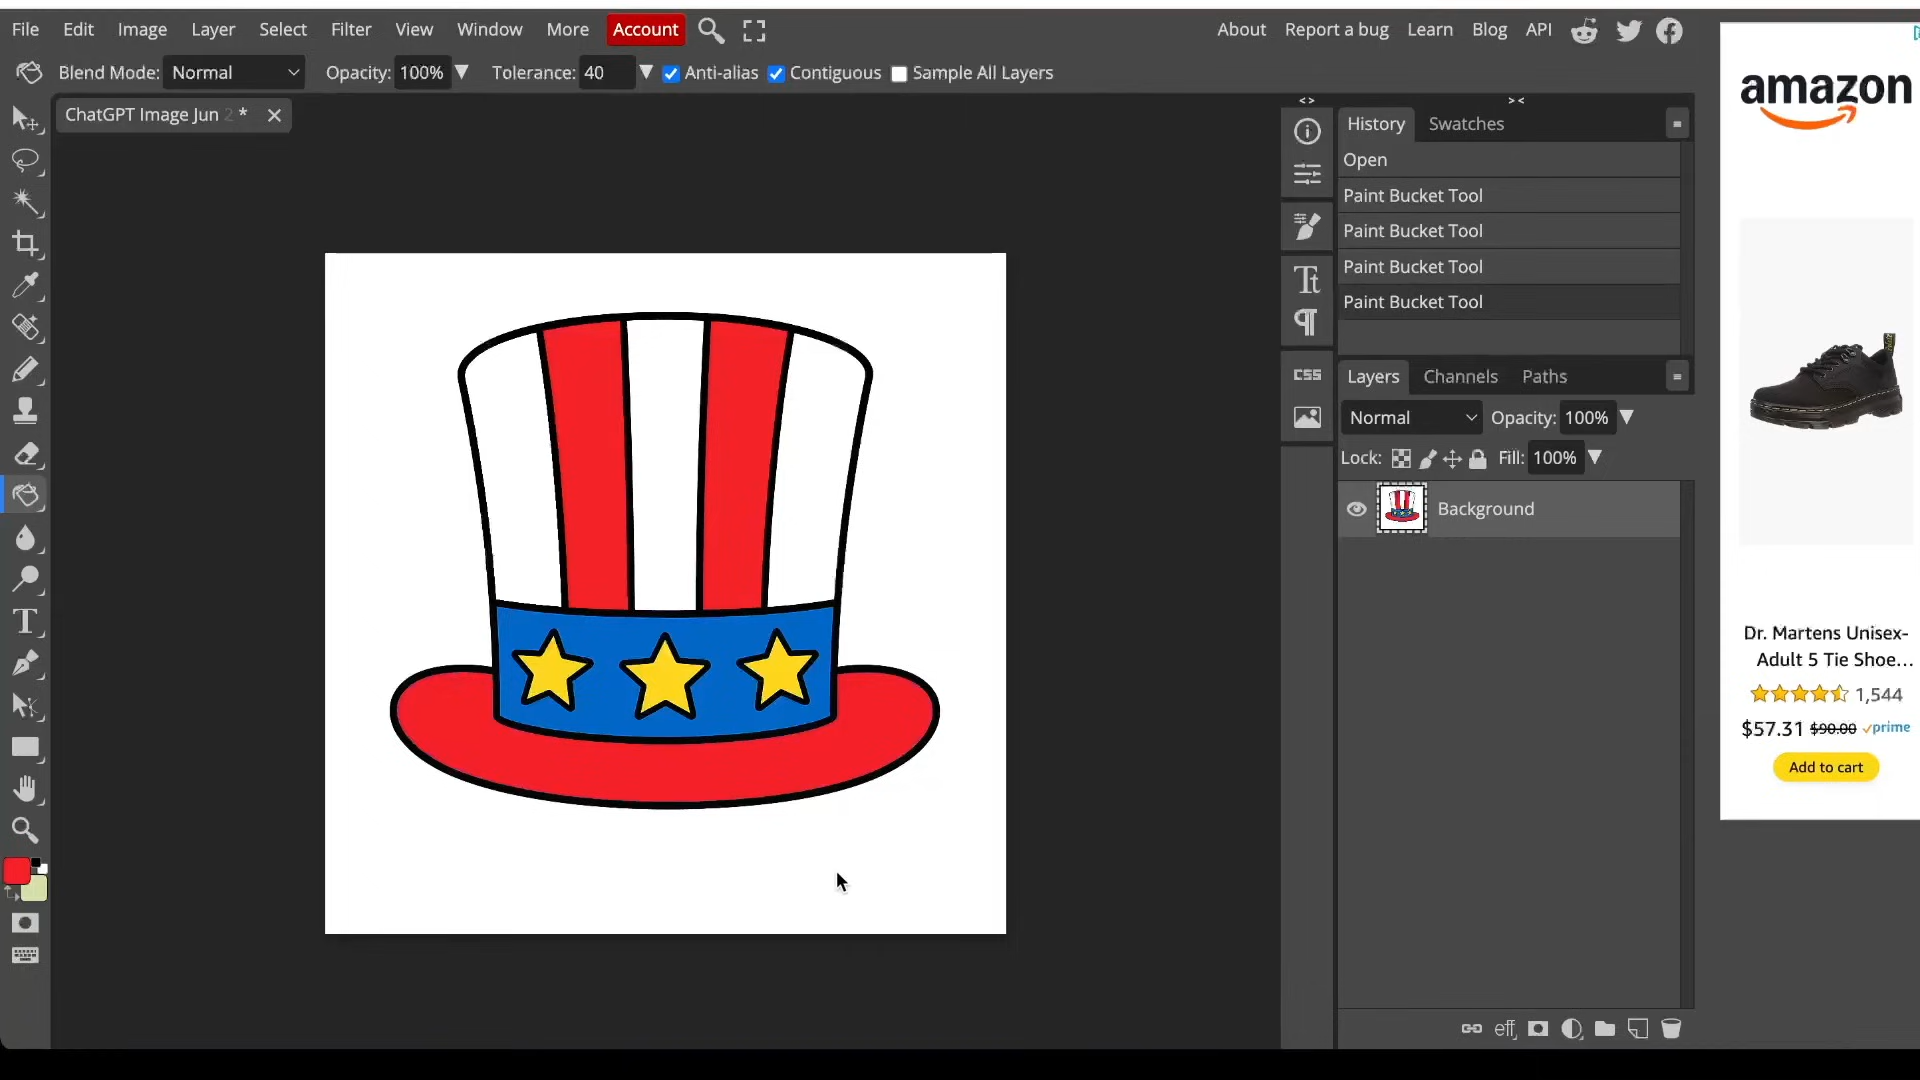 File Edit Image Layer Select Filter View Window More Account About Report a bug Learn Blog API
Blend Mode: Normal Opacity: 100% Tolerance: 40 Anti-alias Contiguous Sample All Layers
ChatGPT Image Jun 2 *
amazon
< > > <
History Swatches
Open
Paint Bucket Tool
Paint Bucket Tool
Paint Bucket Tool
Paint Bucket Tool
CSS
Layers Channels Paths
Normal Opacity: 100%
Lock: Fill: 100%
Background
Dr. Martens Unisex-
Adult 5 Tie Shoe...
1,544
$57.31 $90.00 prime
Add to cart
eff